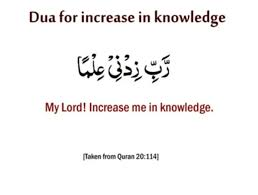 Dua for increase in knowledge
رَّبِّ زِدْنِيْ عِلْمًا
My Lord! Increase me in knowledge.
[Taken from Quran 20:114]